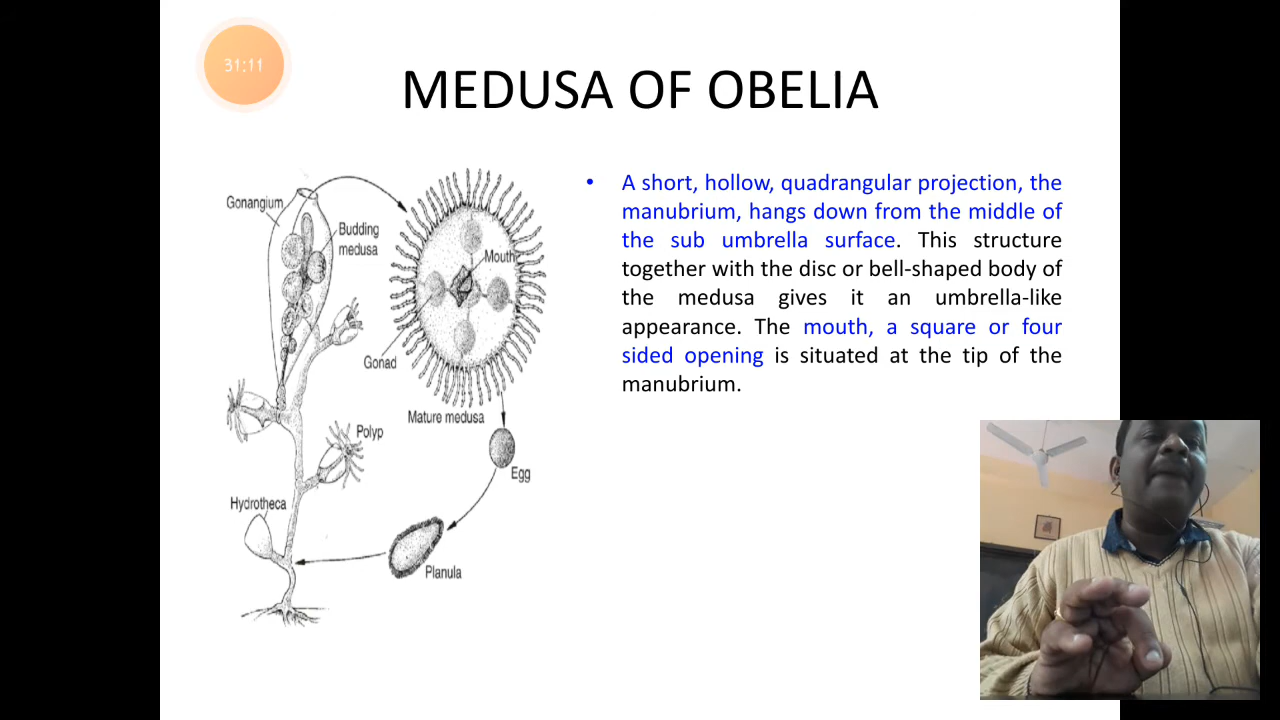 31:11
MEDUSA OF OBELIA
Gonangium
Budding
medusa
Mouth
Gonad
Mature medusa
Polyp
Egg
Hydrotheca
Planula
• A short, hollow, quadrangular projection, the
manubrium, hangs down from the middle of
the sub umbrella surface. This structure
together with the disc or bell-shaped body of
the medusa gives it an umbrella-like
appearance. The mouth, a square or four
sided opening is situated at the tip of the
manubrium.